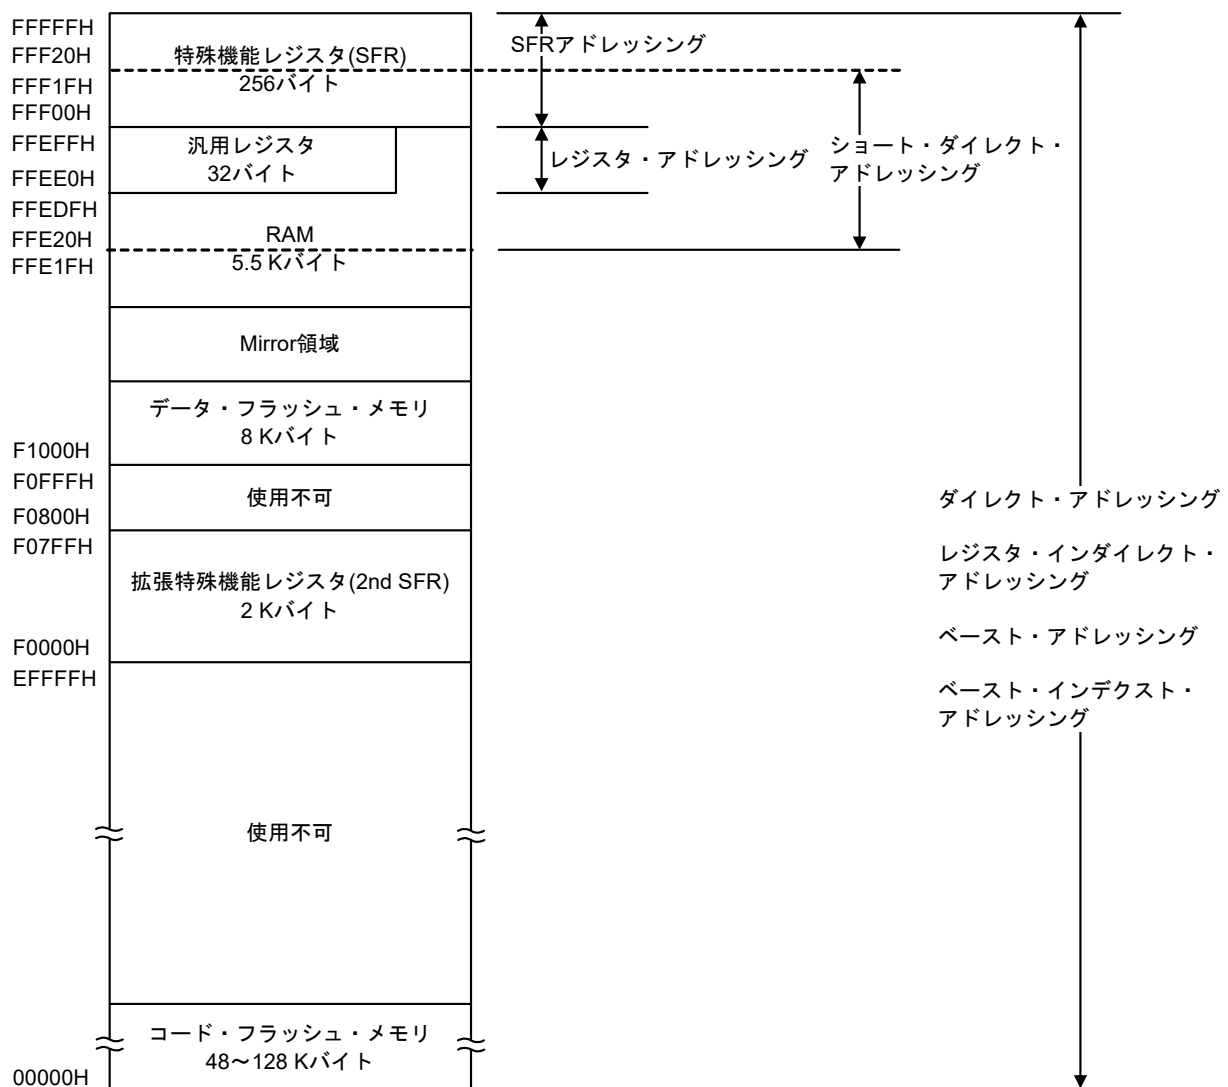 FFFFFH
FFF20H
FFF1FH
FFF00H
FFEFFH
FFEE0H
FFEDFH
FFE20H
FFE1FH
F1000H
F0FFFH
F0800H
F07FFH
F0000H
EFFFFH
00000H
特殊機能レジスタ(SFR)
256バイト
汎用レジスタ
32バイト
RAM
5.5 Kバイト
Mirror領域
データ・フラッシュ・メモリ
8 Kバイト
使用不可
拡張特殊機能レジスタ(2nd SFR)
2 Kバイト
使用不可
コード・フラッシュ・メモリ
48～128 Kバイト
SFRアドレッシング
レジスタ・アドレッシング
ショート・ダイレクト・
アドレッシング
ダイレクト・アドレッシング
レジスタ・インダイレクト・
アドレッシング
ベースト・アドレッシング
ベースト・インデクスト・
アドレッシング